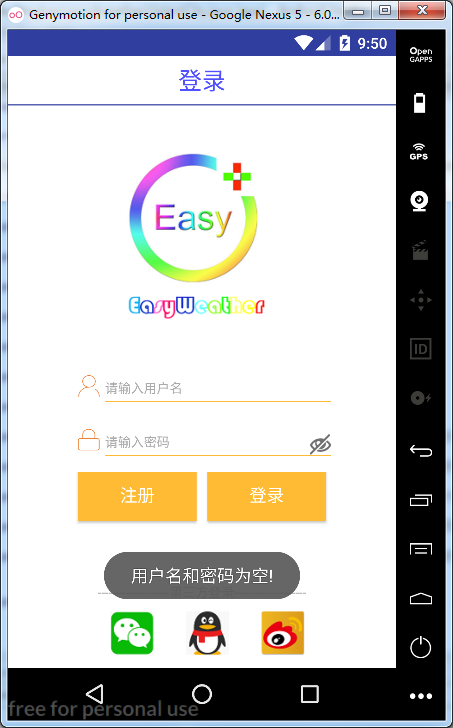 Genymotion for personal use - Google Nexus 5 - 6.0...
9:50
Open
GAPPS
登录
GPS
Easy
EasyWeather
ID
请输入用户名
请输入密码
注册
登录
用户名和密码为空!
free for personal use